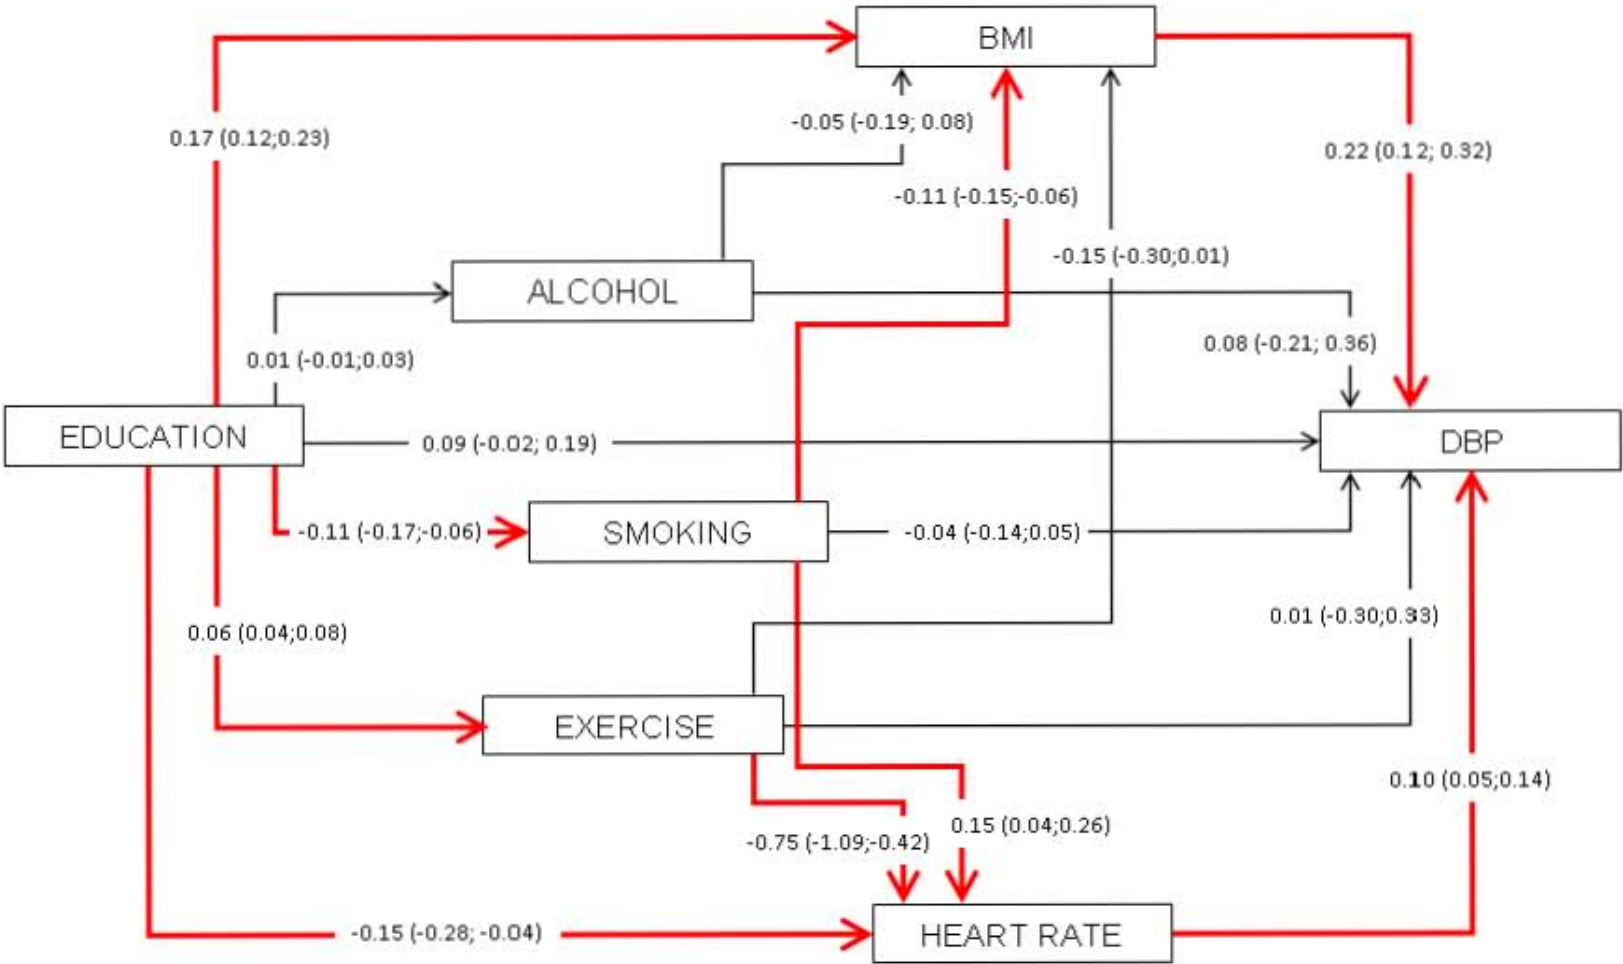 BMI
-0.05 (-0.19; 0.08)
0.17 (0.12;0.23)
0.22 (0.12; 0.32)
-0.11 (-0.15;-0.06)
-0.15 (-0.30;0.01)
ALCOHOL
0.08 (-0.21; 0.36)
0.01 (-0.01;0.03)
EDUCATION
0.09 (-0.02; 0.19)
DBP
-0.11 (-0.17;-0.06)
SMOKING
-0.04 (-0.14;0.05)
0.01 (-0.30;0.33)
0.06 (0.04;0.08)
EXERCISE
0.10 (0.05;0.14)
0.15 (0.04;0.26)
-0.75 (-1.09;-0.42)
-0.15 (-0.28; -0.04)
HEART RATE